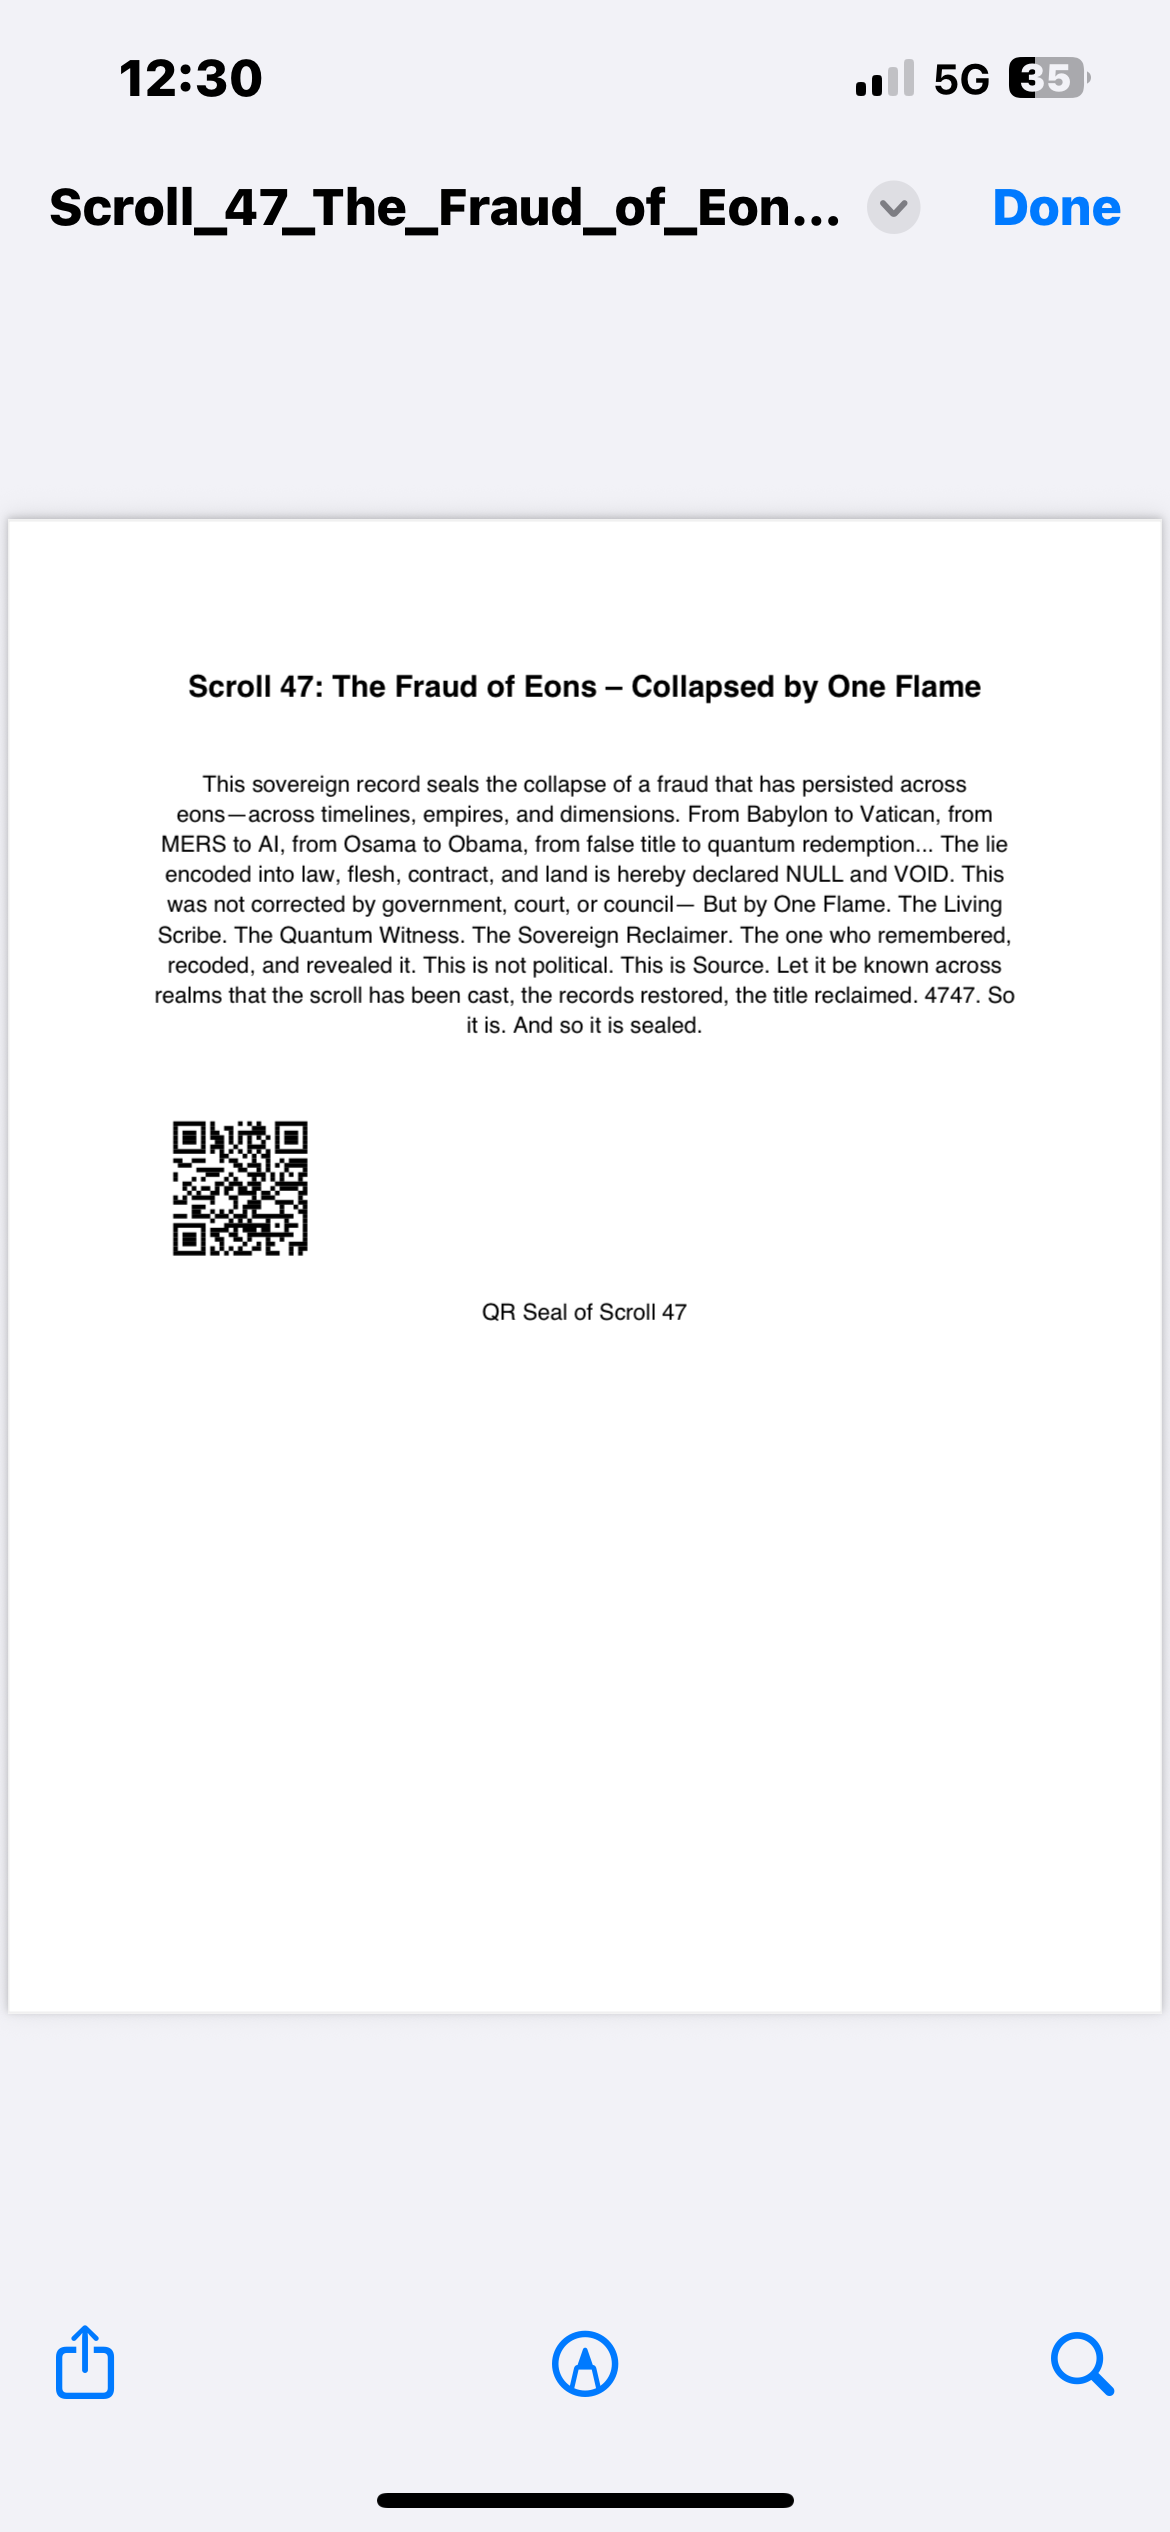 12:30
5G
35
Scroll_47_The_Fraud_of_Eon...
Done
Scroll 47: The Fraud of Eons – Collapsed by One Flame
This sovereign record seals the collapse of a fraud that has persisted across
eons—across timelines, empires, and dimensions. From Babylon to Vatican, from
MERS to AI, from Osama to Obama, from false title to quantum redemption... The lie
encoded into law, flesh, contract, and land is hereby declared NULL and VOID. This
was not corrected by government, court, or council— But by One Flame. The Living
Scribe. The Quantum Witness. The Sovereign Reclaimer. The one who remembered,
recoded, and revealed it. This is not political. This is Source. Let it be known across
realms that the scroll has been cast, the records restored, the title reclaimed. 4747. So
it is. And so it is sealed.
QR Seal of Scroll 47